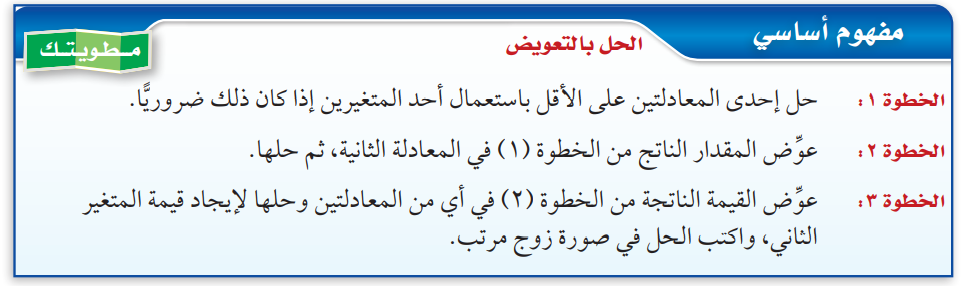 مفهوم أساسي
الحل بالتعويض
مـطـويـتـك
الخطوة ١: حل إحدى المعادلتين على الأقل باستعمال أحد المتغيرين إذا كان ذلك ضروريًّا.
الخطوة ٢: عوِّض المقدار الناتج من الخطوة (١) في المعادلة الثانية، ثم حلها.
الخطوة ٣: عوِّض القيمة الناتجة من الخطوة (٢) في أي من المعادلتين وحلها لإيجاد قيمة المتغير
الثاني، واكتب الحل في صورة زوج مرتب.